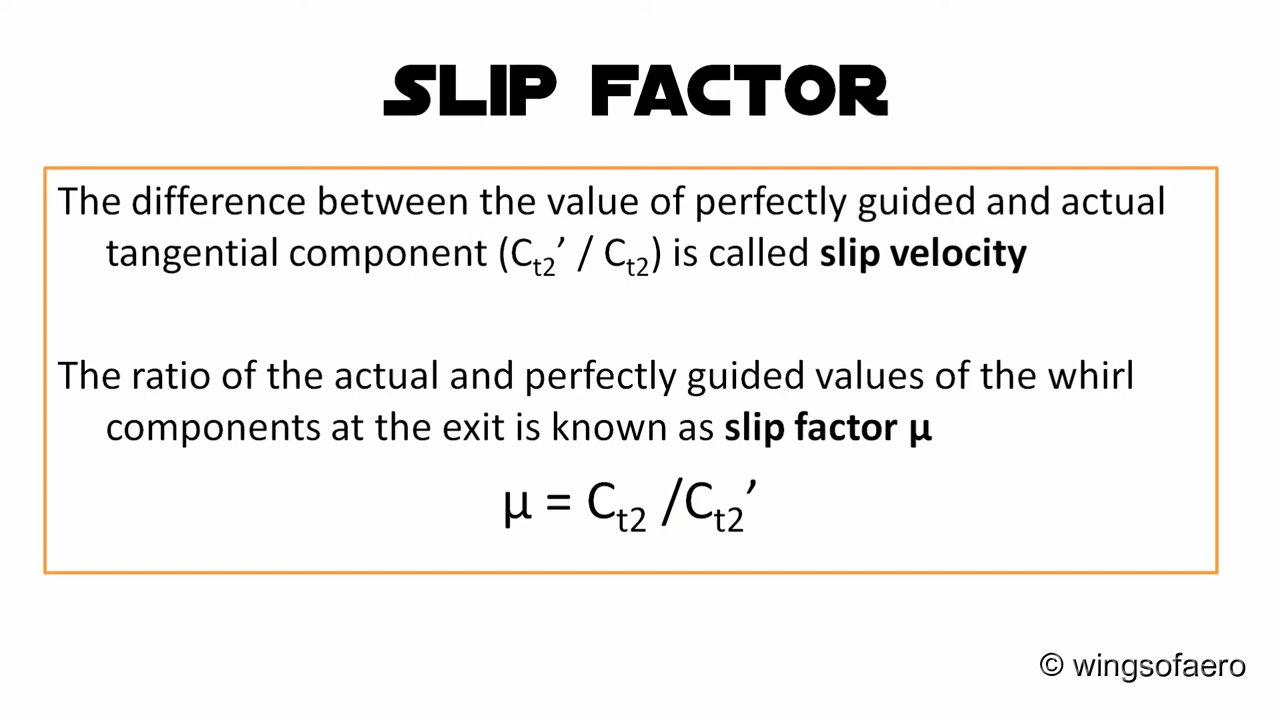 SLIP FACTOR
The difference between the value of perfectly guided and actual
tangential component (Ct2’ / Ct2) is called slip velocity
The ratio of the actual and perfectly guided values of the whirl
components at the exit is known as slip factor µ
µ = Ct2 /Ct2’
© wingsofaero